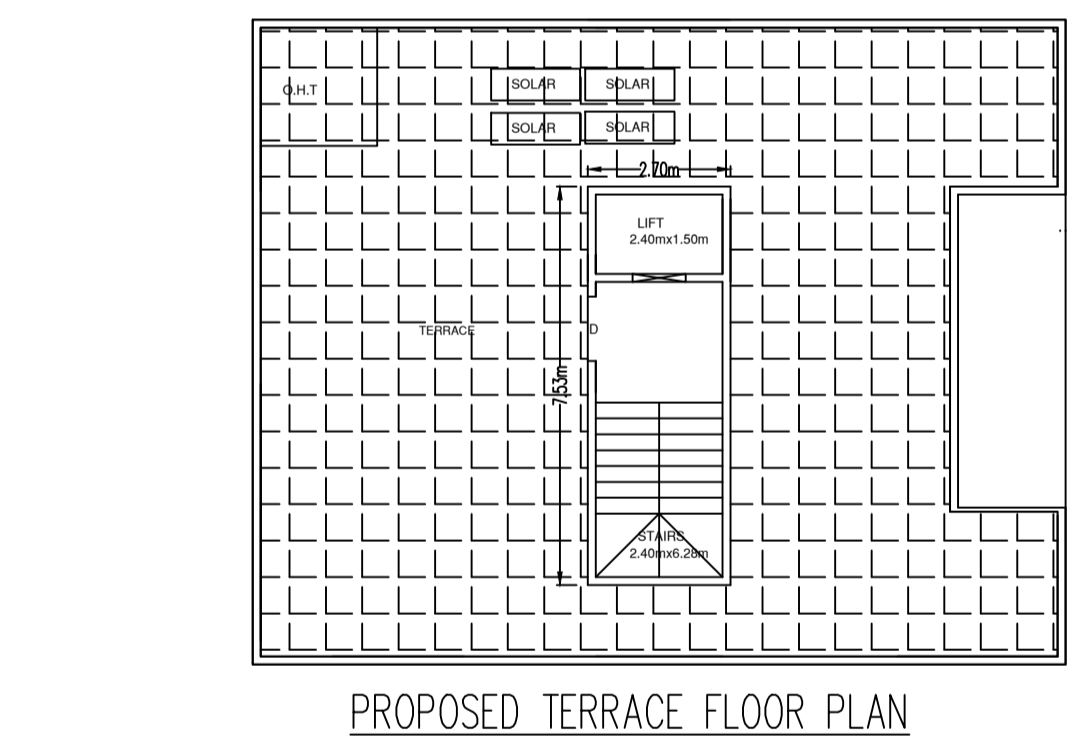 O.H.T
SOLAR SOLAR
SOLAR SOLAR
2.70m
LIFT
2.40mx1.50m
TERRACE
D
7.53m
STAIRS
2.40mx6.28m
PROPOSED TERRACE FLOOR PLAN